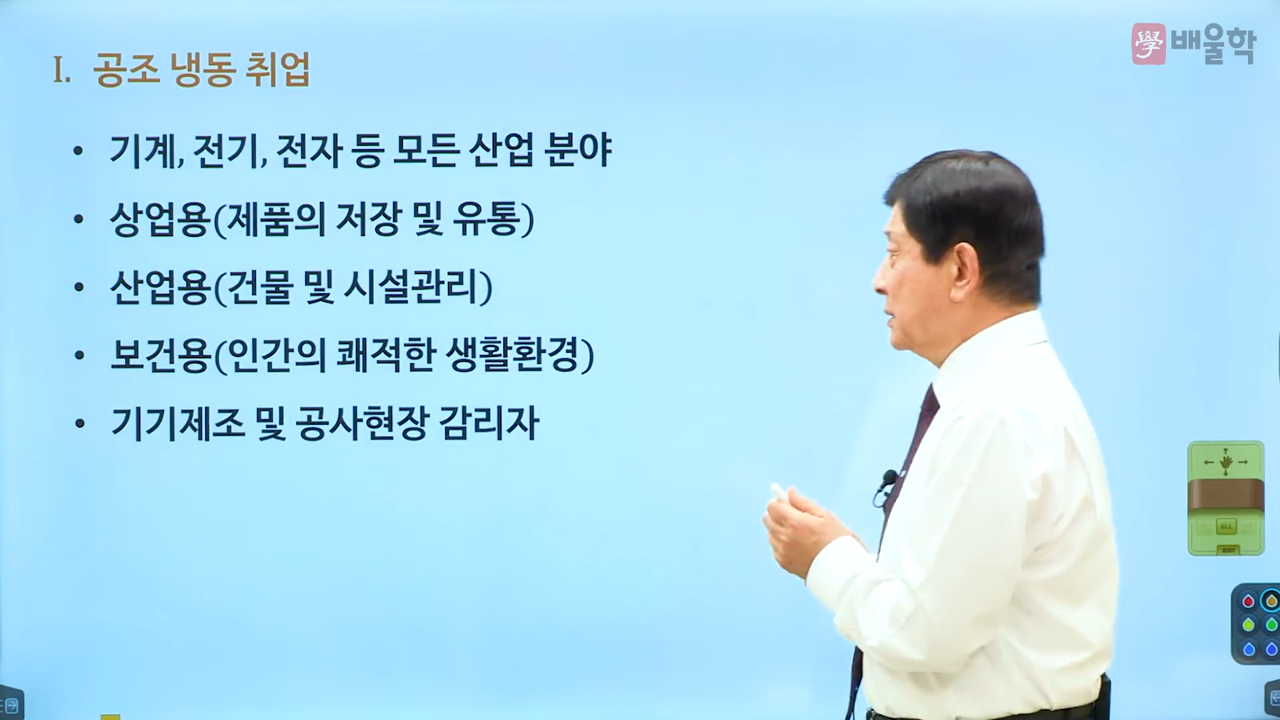 I. 공조 냉동 취업
學 배울학
• 기계, 전기, 전자 등 모든 산업 분야
• 상업용(제품의 저장 및 유통)
• 산업용(건물 및 시설관리)
• 보건용(인간의 쾌적한 생활환경)
• 기기제조 및 공사현장 감리자
ALL